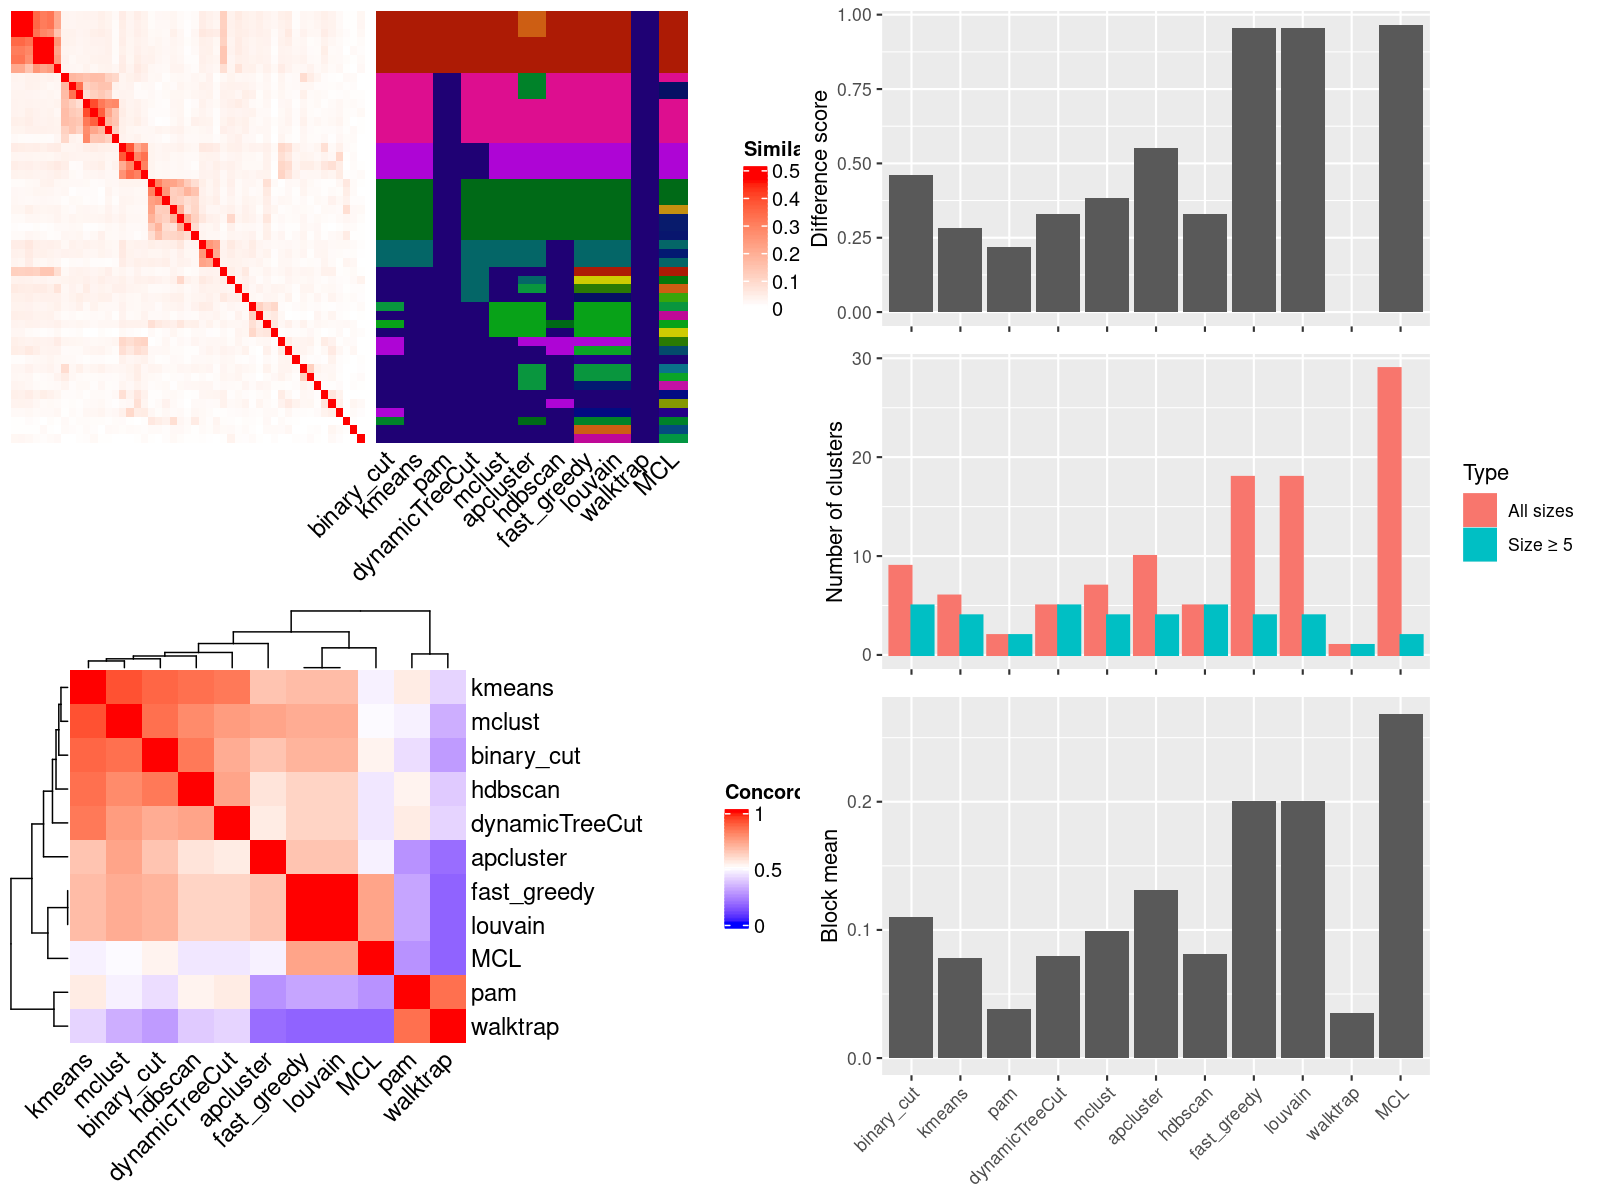 Simila
0.5
0.4
0.3
0.2
0.1
0
binary_cut
kmeans
pam
dynamicTreeCut
mclust
apcluster
hdbscan
fast_greedy
louvain
walktrap
MCL
kmeans
mclust
binary_cut
hdbscan
dynamicTreeCut
apcluster
fast_greedy
louvain
MCL
pam
walktrap
kmeans
mclust
binary_cut
hdbscan
dynamicTreeCut
apcluster
fast_greedy
louvain
MCL
pam
walktrap
Concord
1
0.5
0
Difference score
1.00
0.75
0.50
0.25
0.00
Number of clusters
30
20
10
0
Type
All sizes
Size ≥ 5
Block mean
0.2
0.1
0.0
binary_cut
kmeans
pam
dynamicTreeCut
mclust
apcluster
hdbscan
fast_greedy
louvain
walktrap
MCL